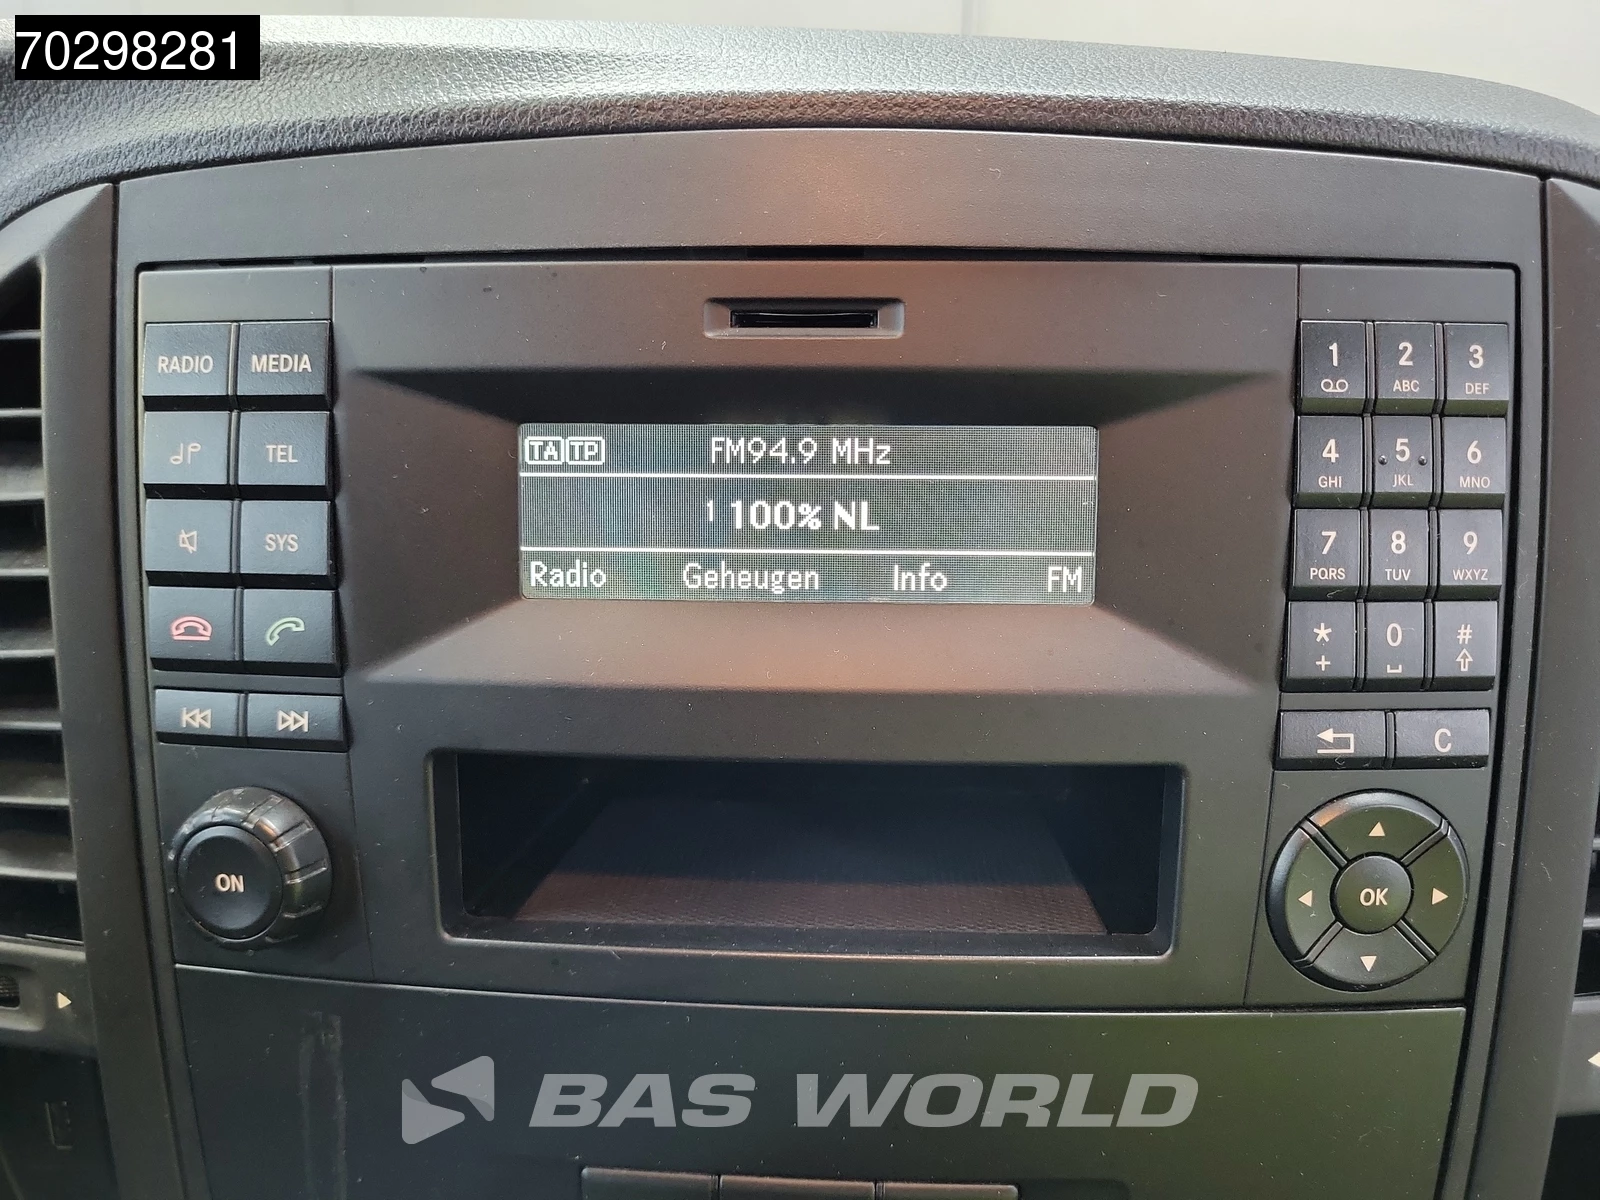 70298281
RADIO MEDIA
TEL
SYS
ON
TA TP FM94.9 MHz
1 100% NL
Radio Geheugen Info FM
1 2 3
ABC DEF
4 5 6
GHI JKL MNO
7 8 9
PQRS TUV WXYZ
* 0 #
+
C
OK
BAS WORLD